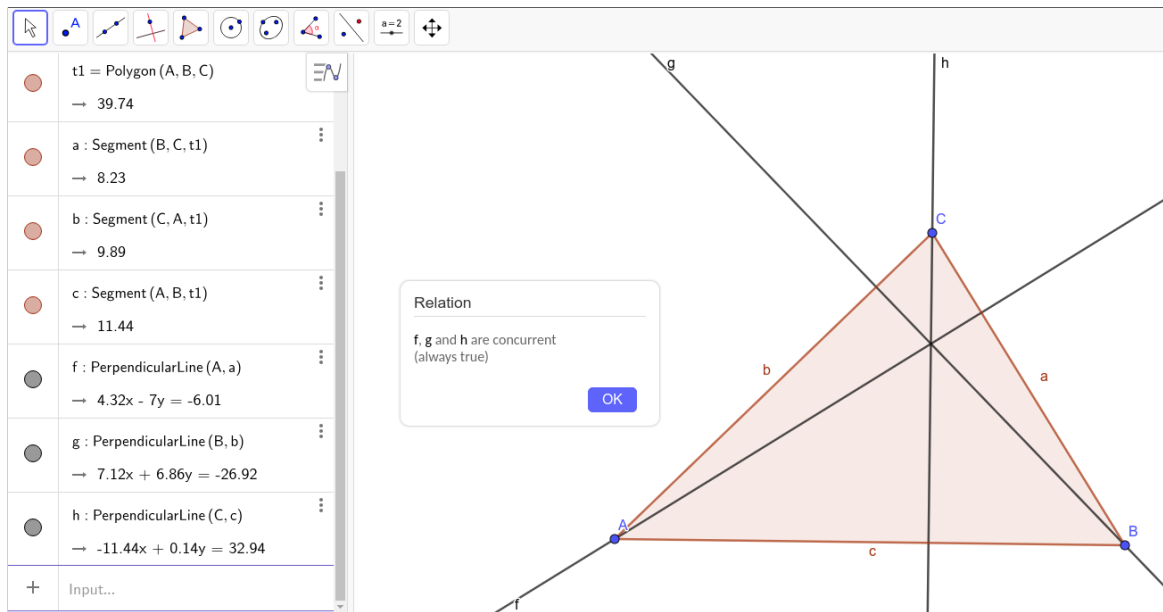 A
a=2
t1 = Polygon (A, B, C)
→ 39.74
a : Segment (B, C, t1)
→ 8.23
b : Segment (C, A, t1)
→ 9.89
c : Segment (A, B, t1)
→ 11.44
f : PerpendicularLine (A, a)
→ 4.32x - 7y = -6.01
g : PerpendicularLine (B, b)
→ 7.12x + 6.86y = -26.92
h : PerpendicularLine (C, c)
→ -11.44x + 0.14y = 32.94
+ Input...
g
h
C
Relation
f, g and h are concurrent
(always true)
OK
b
a
A
B
c
f